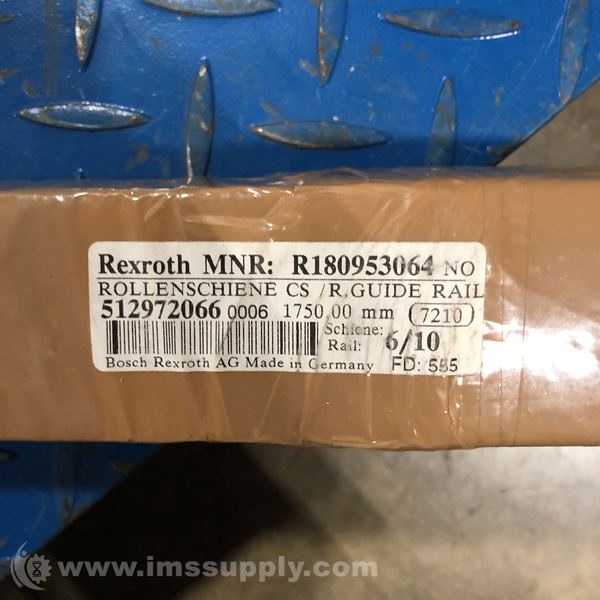 Rexroth MNR: R180953064 NO
ROLLENSCHIENE CS /R.GUIDE RAIL
512972066 0006 1750,00 mm 7210
Schiene:
Rail: 6/10
Bosch Rexroth AG Made in Germany FD: 585
www.imssupply.com